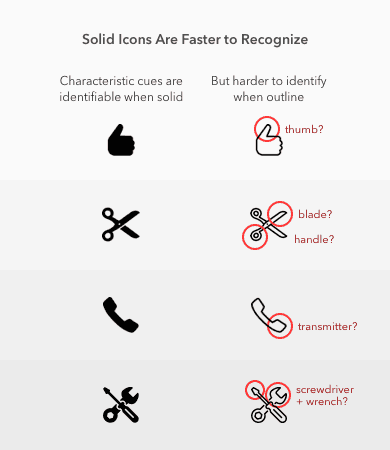 Solid Icons Are Faster to Recognize
Characteristic cues are
identifiable when solid
But harder to identify
when outline
thumb?
blade?
handle?
transmitter?
screwdriver
+ wrench?